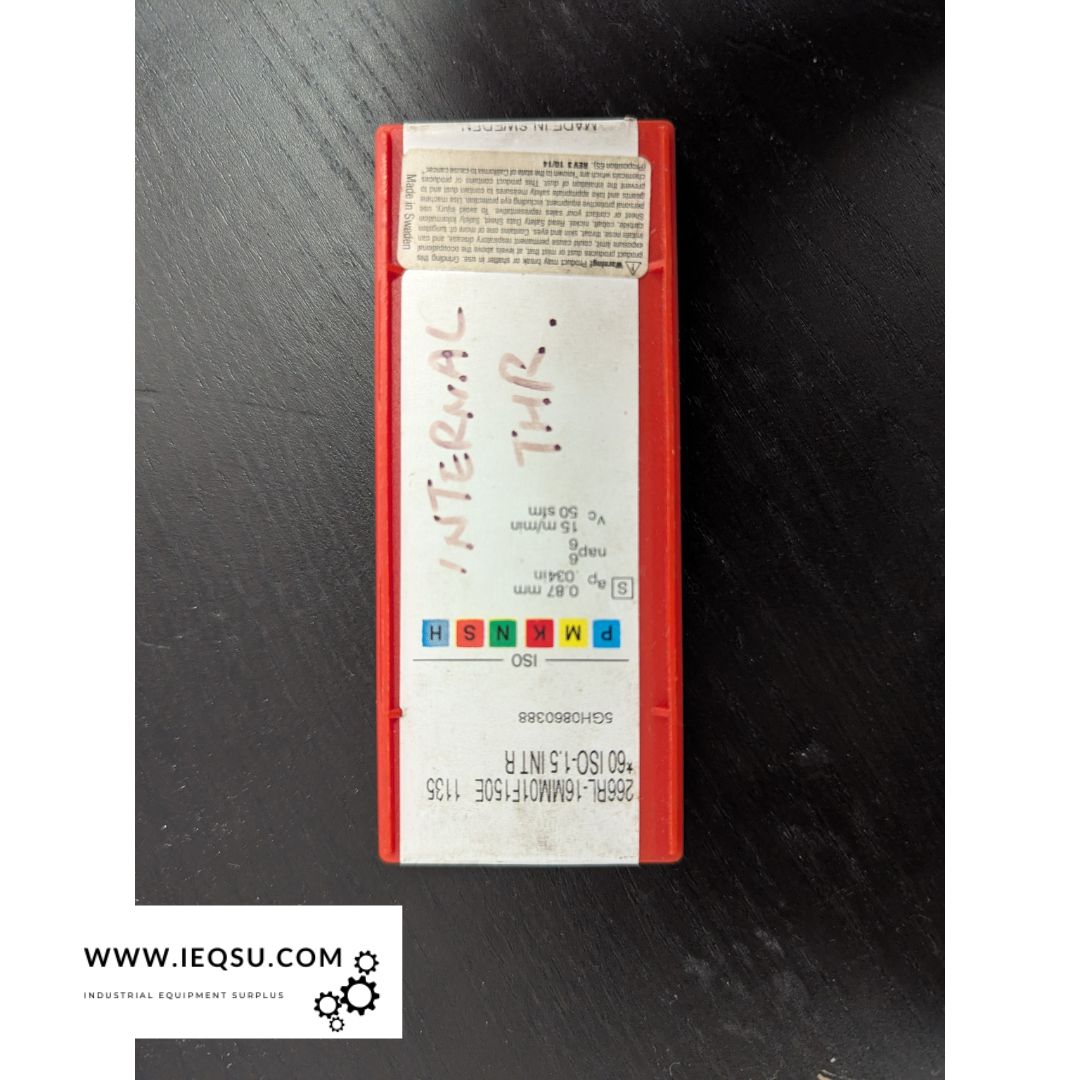 266RL-16MM01F150E 1135
*60 ISO-1.5 INT R
5GH0860388
ISO
P M K N S H
S ap 0.87 mm
.034in
nap 6
6
vc 15 m/min
50 sfm
INTERNAL
THR.
Warning! Product may break or shatter in use. Grinding this
product produces dust or mist that, at levels above the occupational
exposure limit, could cause permanent respiratory disease, and can
irritate nose, throat, skin and eyes. Contains one or more of: tungsten
carbide, cobalt, nickel. Read Safety Data Sheet, Safety Information
Sheet or contact your sales representative. To avoid injury, use
personal protective equipment, including eye protection. Use machine
guards and take appropriate safety measures to contain dust and to
prevent inhalation of dust. This product contains or produces
chemicals which are "known in the state of California to cause cancer."
(Proposition 65). REV 3 10/14
Made in Sweden
MADE IN SWEDEN
WWW.IEQSU.COM
INDUSTRIAL EQUIPMENT SURPLUS